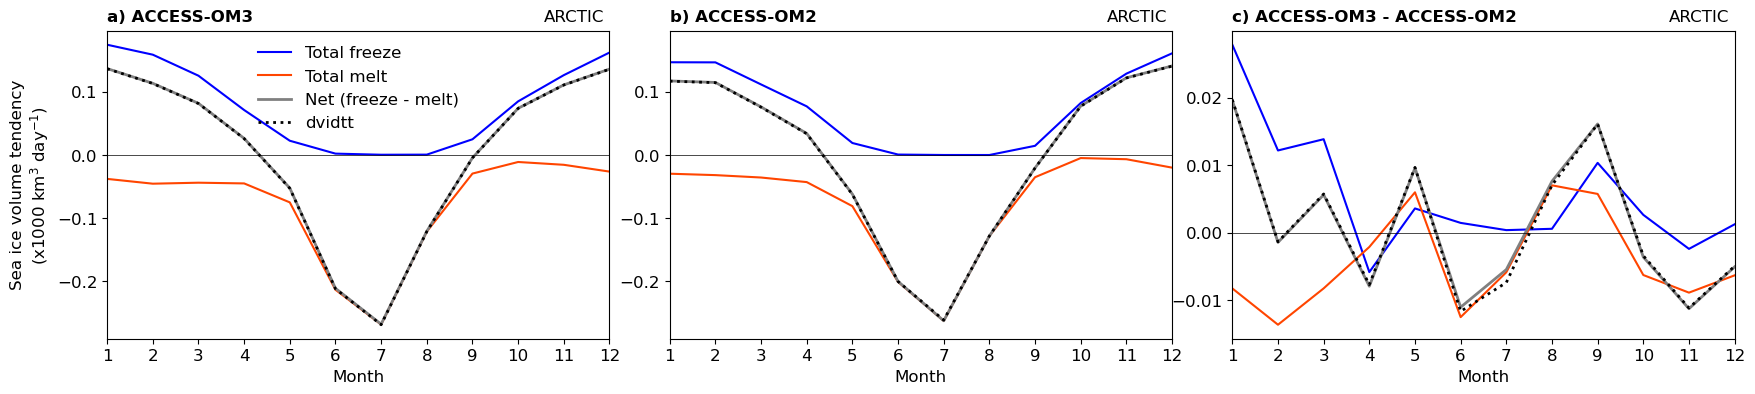 a) ACCESS-OM3 ARCTIC
Sea ice volume tendency
(x1000 km³ day⁻¹)
0.1
0.0
−0.1
−0.2
Total freeze
Total melt
Net (freeze - melt)
dvidtt
1 2 3 4 5 6 7 8 9 10 11 12
Month
b) ACCESS-OM2 ARCTIC
0.1
0.0
−0.1
−0.2
1 2 3 4 5 6 7 8 9 10 11 12
Month
c) ACCESS-OM3 - ACCESS-OM2 ARCTIC
0.02
0.01
0.00
−0.01
1 2 3 4 5 6 7 8 9 10 11 12
Month